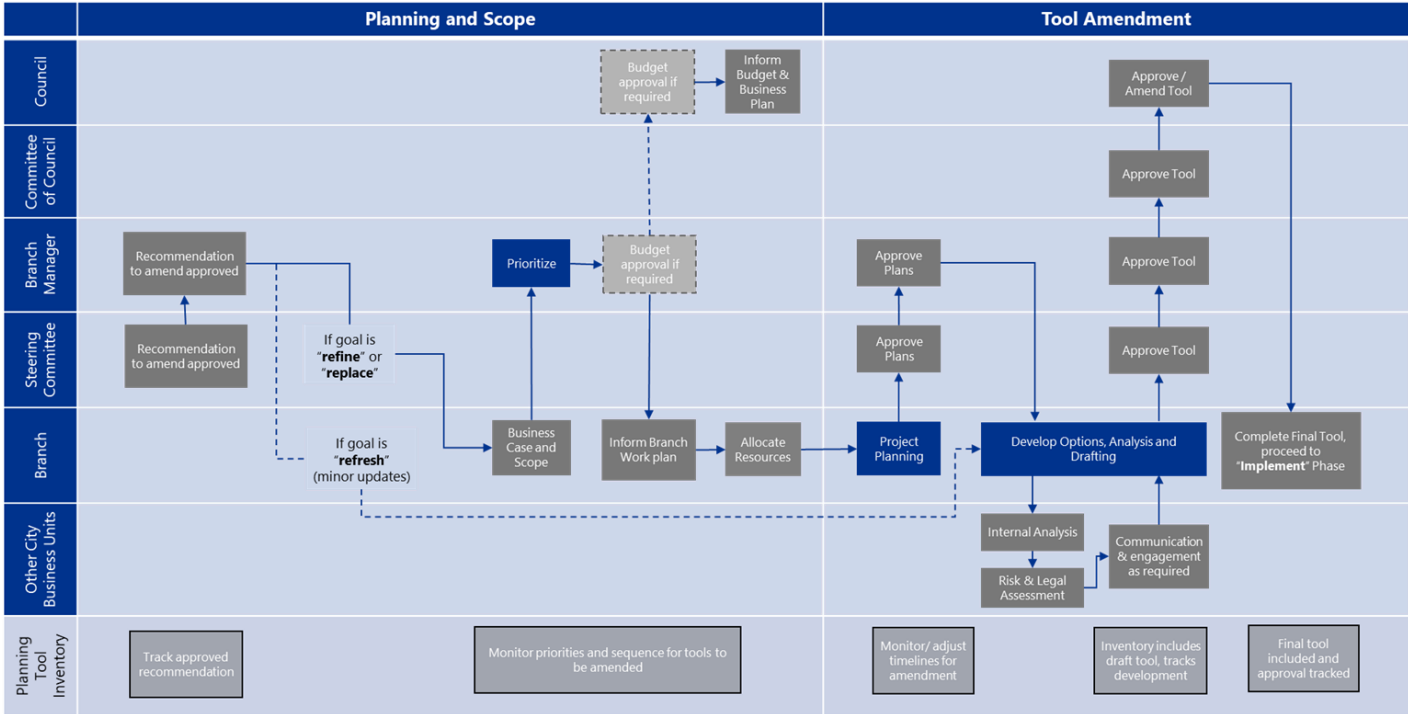 Planning and Scope
Tool Amendment
Council
Budget
approval if
required
Inform
Budget &
Business
Plan
Approve /
Amend Tool
Committee
of Council
Approve Tool
Branch
Manager
Recommendation
to amend approved
Prioritize
Budget
approval if
required
Approve
Plans
Approve Tool
Steering
Committee
Recommendation
to amend approved
If goal is
“refine” or
“replace”
Approve
Plans
Approve Tool
Branch
If goal is
“refresh”
(minor updates)
Business
Case and
Scope
Inform Branch
Work plan
Allocate
Resources
Project
Planning
Develop Options, Analysis and
Drafting
Complete Final Tool,
proceed to
“Implement” Phase
Other City
Business Units
Internal Analysis
Risk & Legal
Assessment
Communication
& engagement
as required
Planning
Tool
Inventory
Track approved
recommendation
Monitor priorities and sequence for tools to
be amended
Monitor/ adjust
timelines for
amendment
Inventory includes
draft tool, tracks
development
Final tool
included and
approval tracked